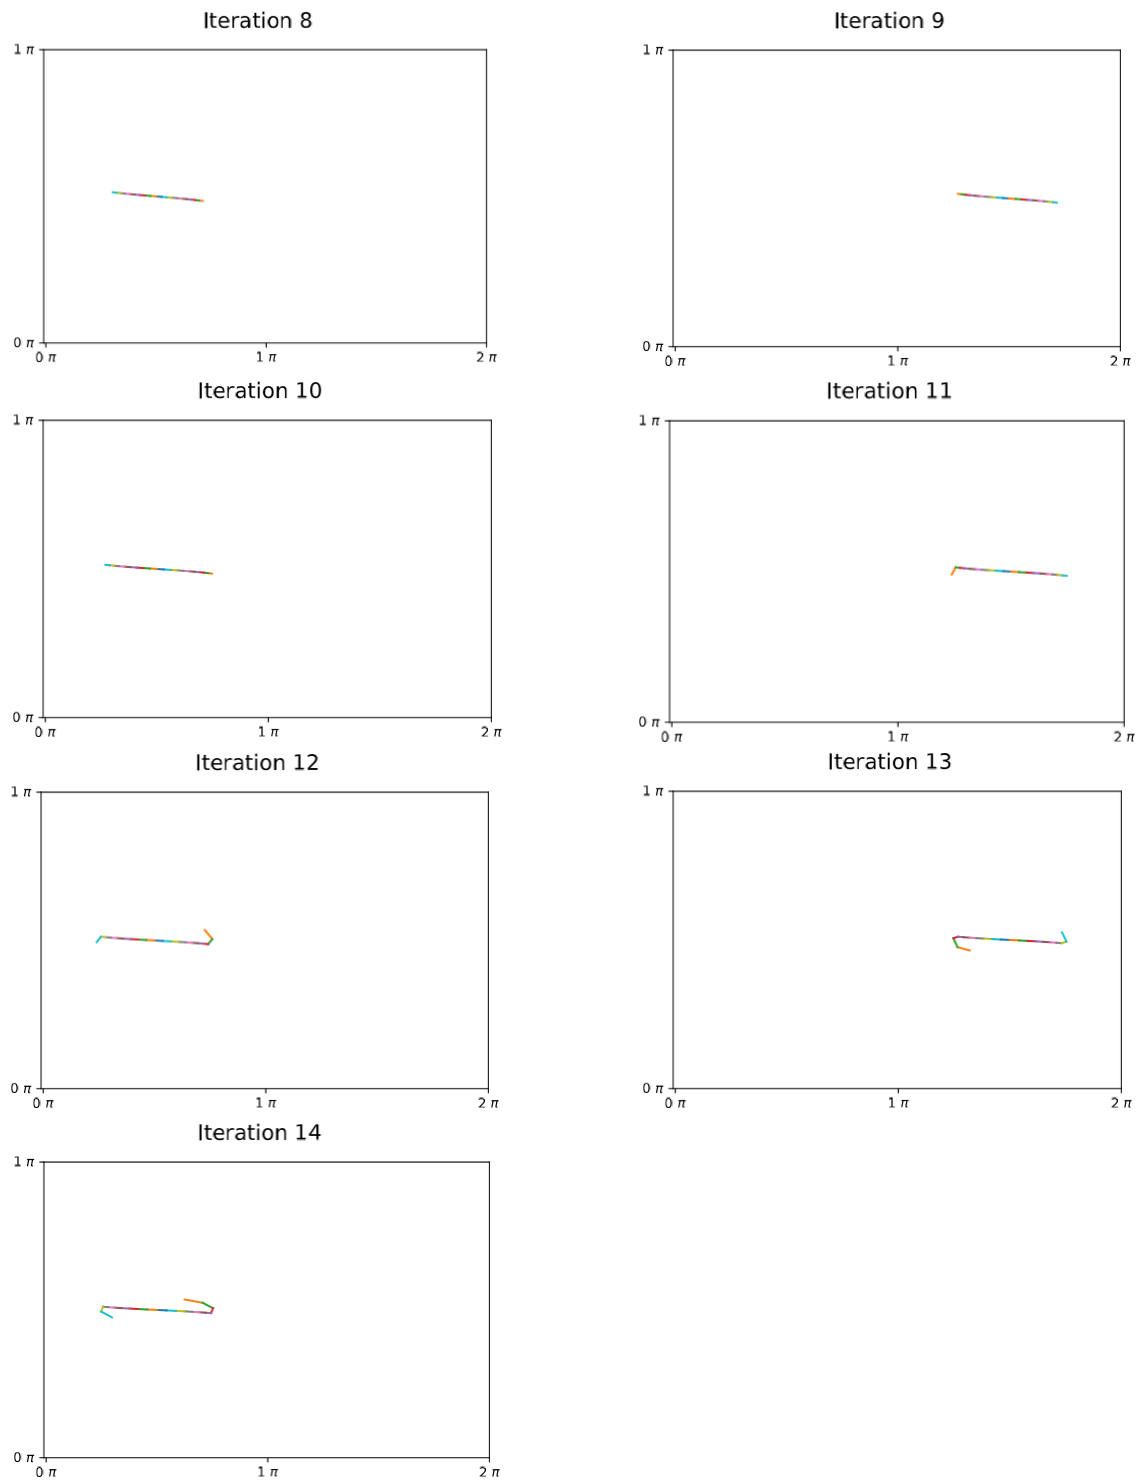 Iteration 8
1 π
0 π
0 π 1 π 2 π
Iteration 9
1 π
0 π
0 π 1 π 2 π
Iteration 10
1 π
0 π
0 π 1 π 2 π
Iteration 11
1 π
0 π
0 π 1 π 2 π
Iteration 12
1 π
0 π
0 π 1 π 2 π
Iteration 13
1 π
0 π
0 π 1 π 2 π
Iteration 14
1 π
0 π
0 π 1 π 2 π